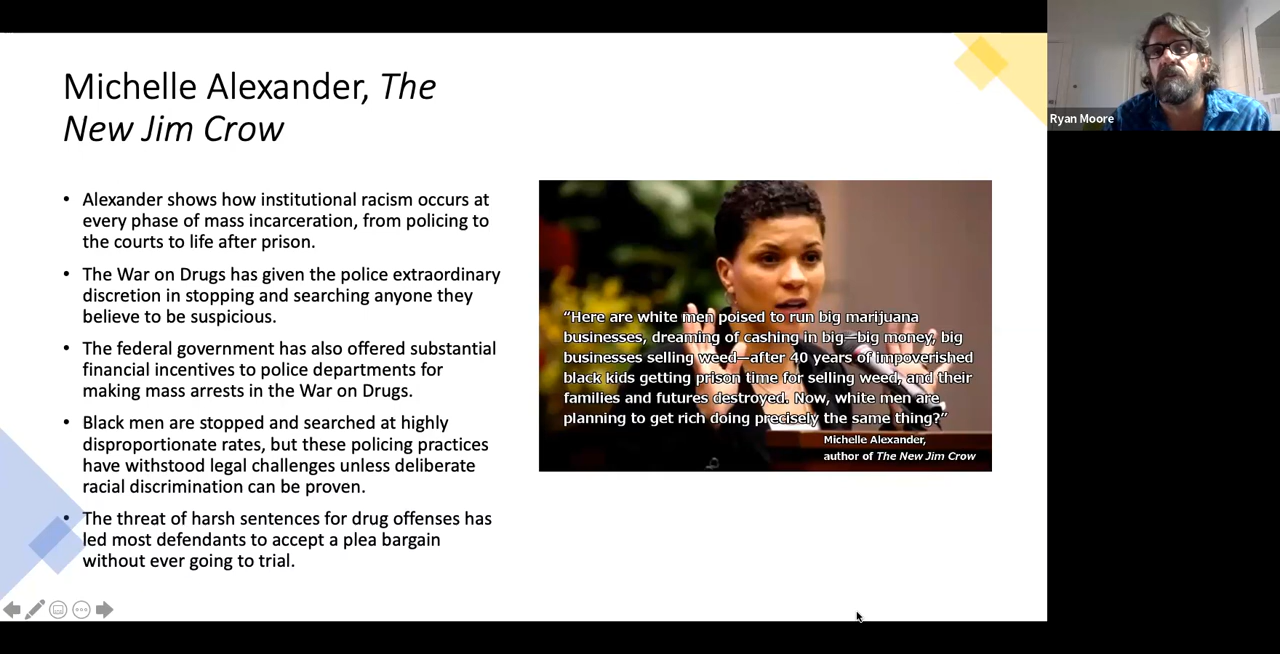 Michelle Alexander, The
New Jim Crow
• Alexander shows how institutional racism occurs at
every phase of mass incarceration, from policing to
the courts to life after prison.
• The War on Drugs has given the police extraordinary
discretion in stopping and searching anyone they
believe to be suspicious.
• The federal government has also offered substantial
financial incentives to police departments for
making mass arrests in the War on Drugs.
• Black men are stopped and searched at highly
disproportionate rates, but these policing practices
have withstood legal challenges unless deliberate
racial discrimination can be proven.
• The threat of harsh sentences for drug offenses has
led most defendants to accept a plea bargain
without ever going to trial.
“Here are white men poised to run big marijuana
businesses, dreaming of cashing in big—big money, big
businesses selling weed—after 40 years of impoverished
black kids getting prison time for selling weed, and their
families and futures destroyed. Now, white men are
planning to get rich doing precisely the same thing?”
Michelle Alexander,
author of The New Jim Crow
Ryan Moore